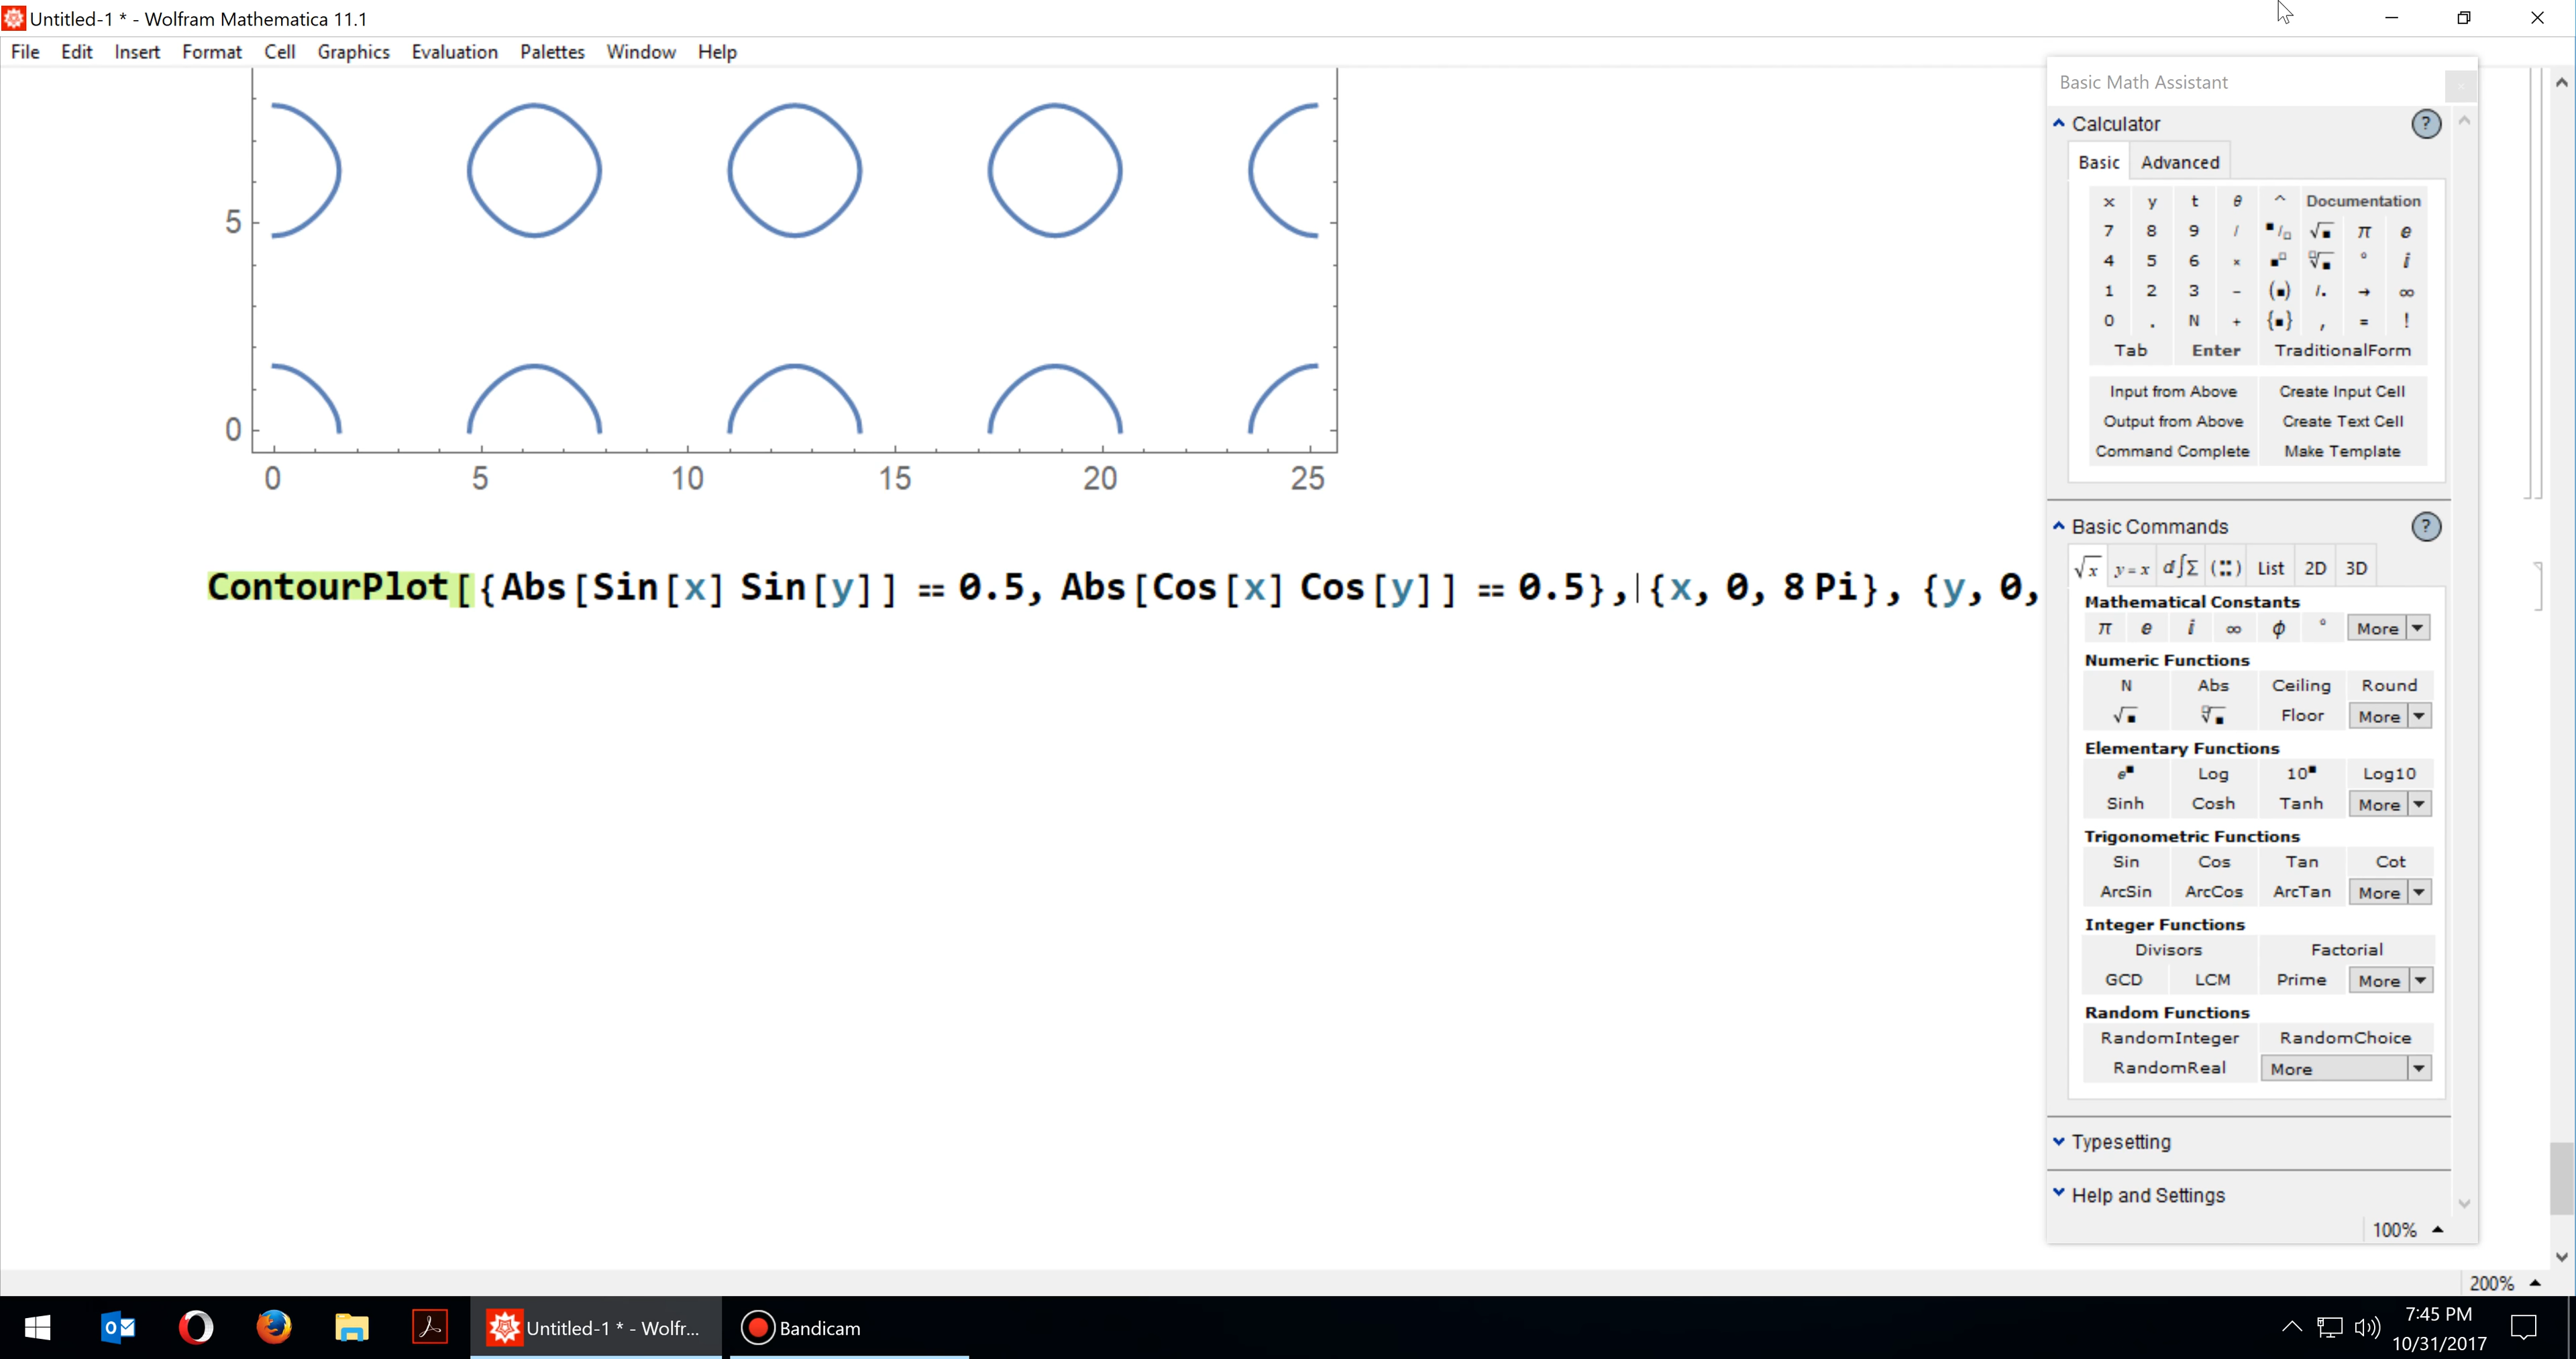 Untitled-1 * - Wolfram Mathematica 11.1
File Edit Insert Format Cell Graphics Evaluation Palettes Window Help
5
0
0 5 10 15 20 25
ContourPlot[{Abs[Sin[x] Sin[y]] == 0.5, Abs[Cos[x] Cos[y]] == 0.5}, {x, 0, 8 Pi}, {y, 0,
Basic Math Assistant
Calculator ?
Basic Advanced
x y t θ ^ Documentation
7 8 9 / ■/□ √■ π e
4 5 6 × ■□ □√■ ° i
1 2 3 - (■) /. → ∞
0 . N + {■} , = !
Tab Enter TraditionalForm
Input from Above Create Input Cell
Output from Above Create Text Cell
Command Complete Make Template
Basic Commands ?
√x y=x d∫Σ (::) List 2D 3D
Mathematical Constants
π e i ∞ ϕ ° More
Numeric Functions
N Abs Ceiling Round
√■ □√■ Floor More
Elementary Functions
e■ Log 10■ Log10
Sinh Cosh Tanh More
Trigonometric Functions
Sin Cos Tan Cot
ArcSin ArcCos ArcTan More
Integer Functions
Divisors Factorial
GCD LCM Prime More
Random Functions
RandomInteger RandomChoice
RandomReal More
Typesetting
Help and Settings
100%
200%
Untitled-1 * - Wolfr...
Bandicam
7:45 PM
10/31/2017